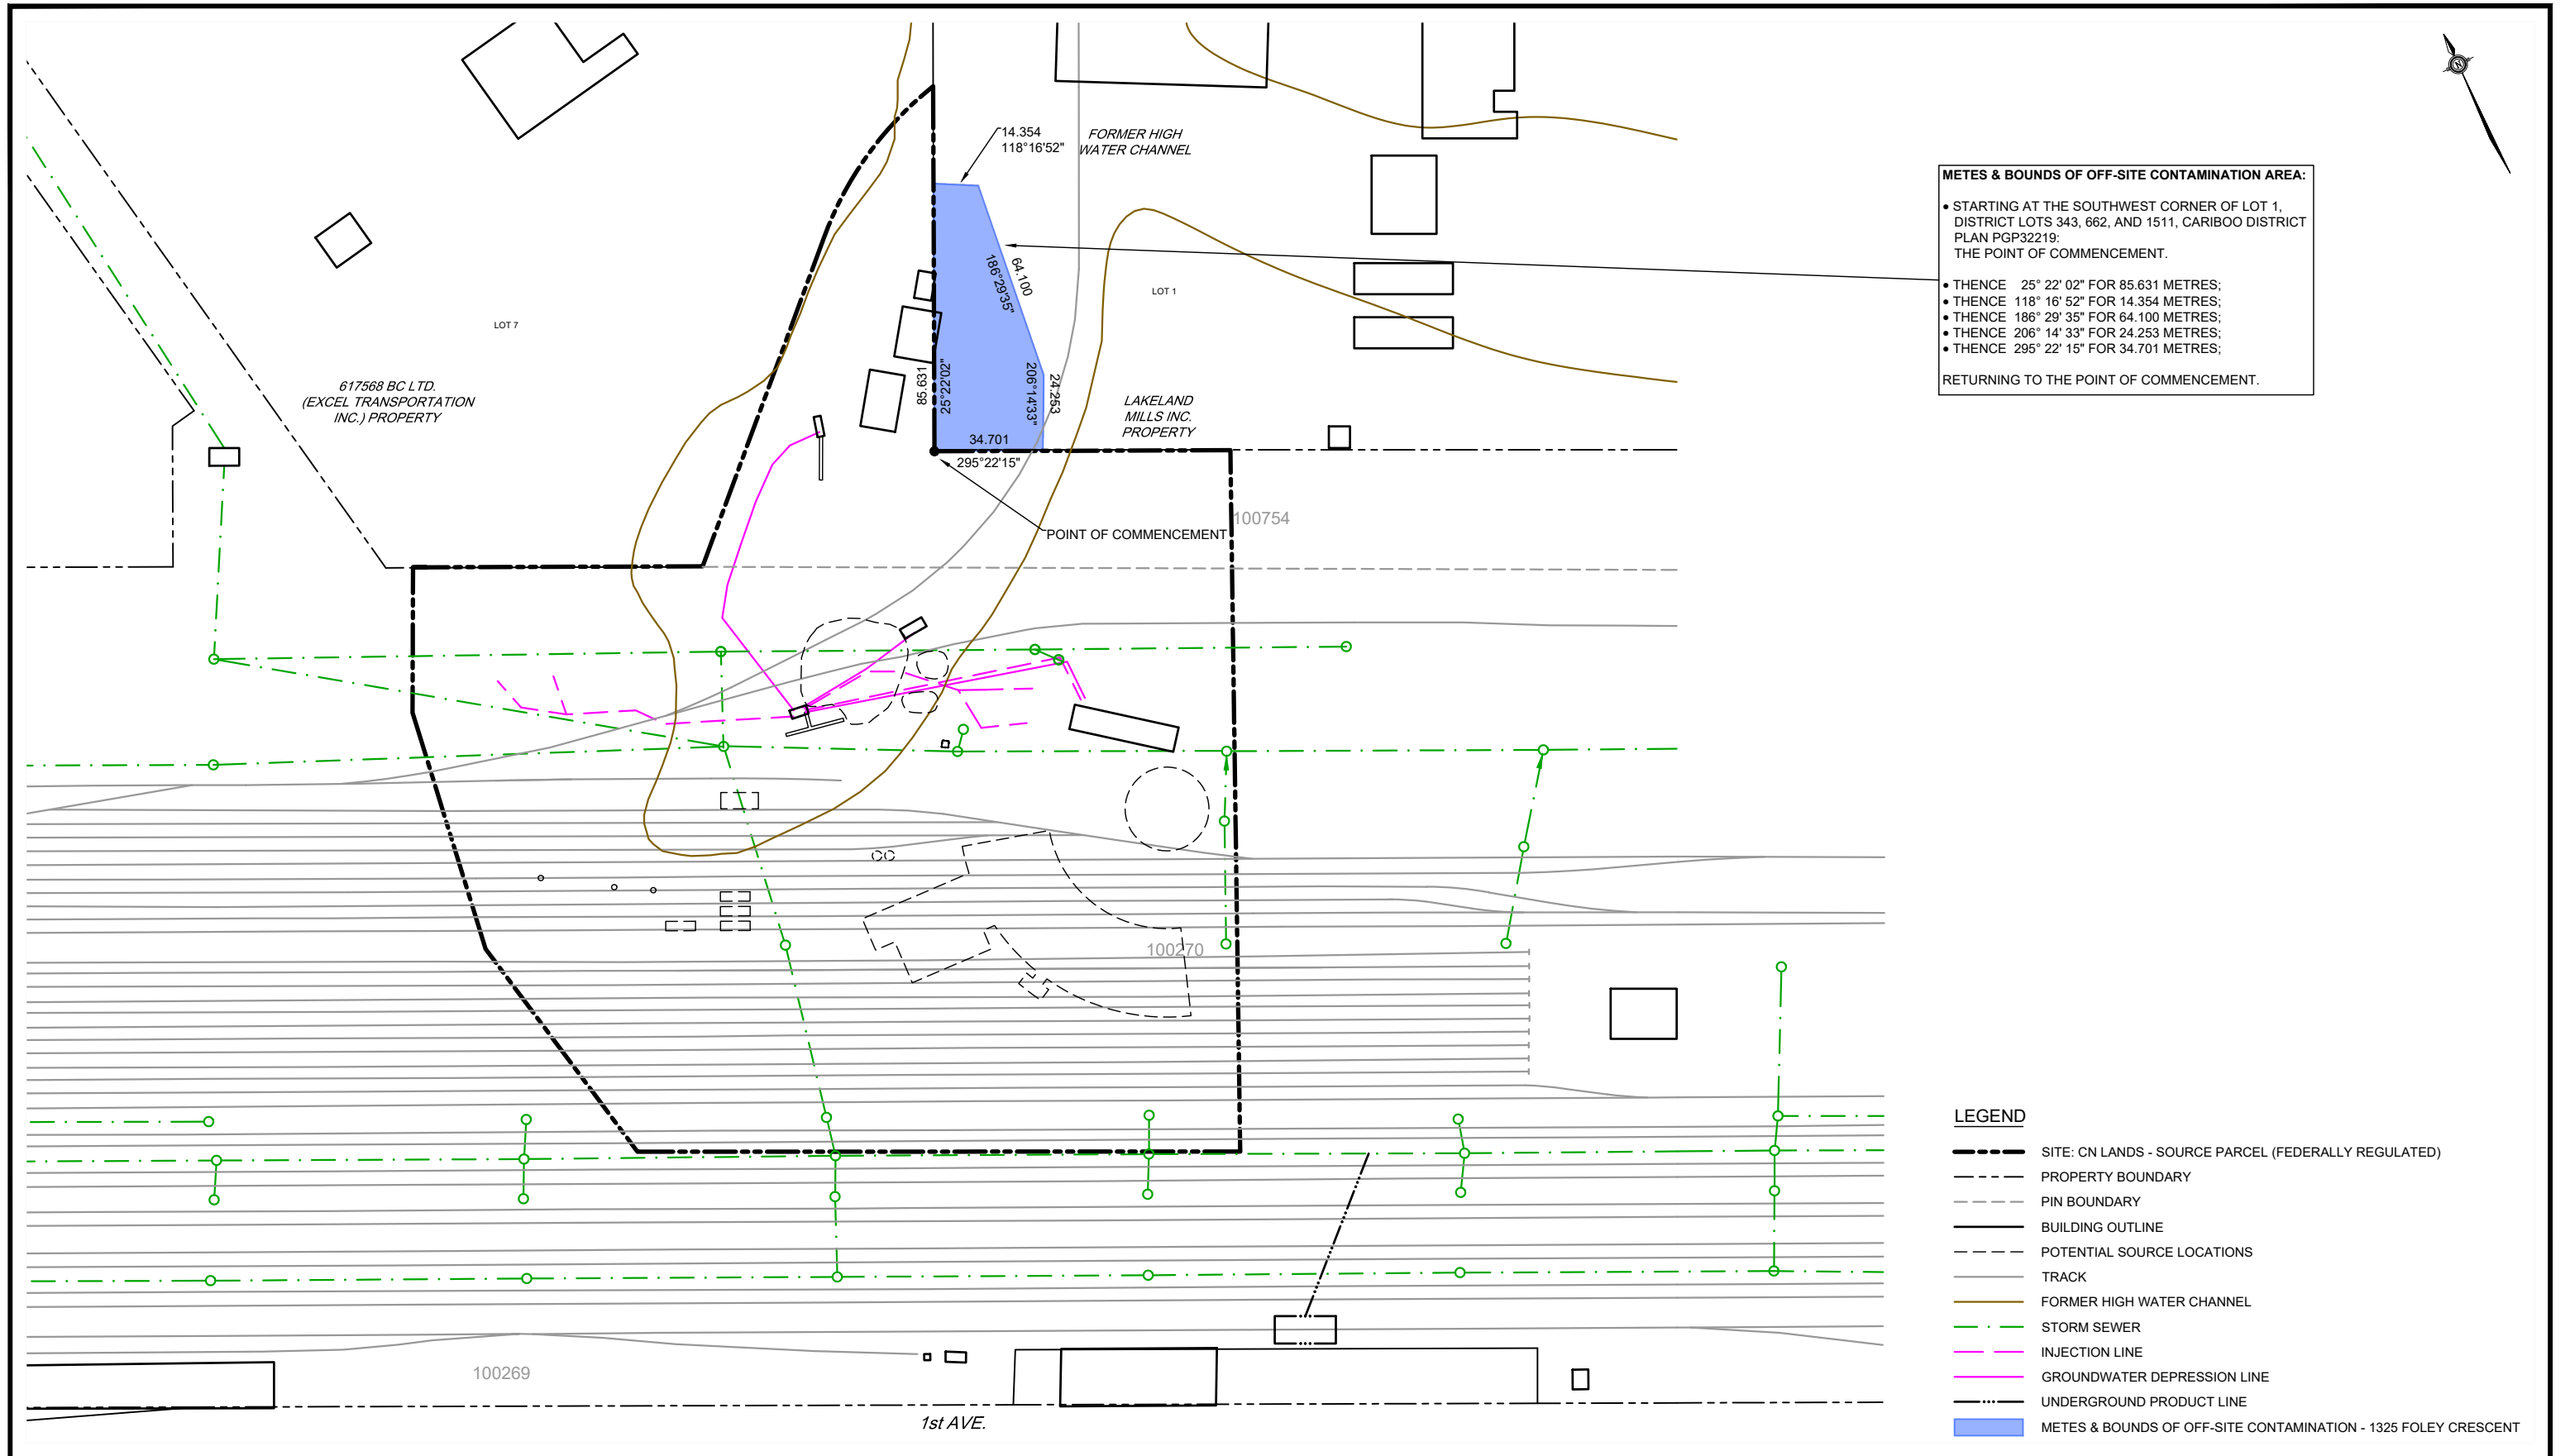 14.354
118°16'52"
FORMER HIGH
WATER CHANNEL
N
METES & BOUNDS OF OFF-SITE CONTAMINATION AREA:
• STARTING AT THE SOUTHWEST CORNER OF LOT 1,
DISTRICT LOTS 343, 662, AND 1511, CARIBOO DISTRICT
PLAN PGP32219:
THE POINT OF COMMENCEMENT.
• THENCE 25° 22' 02" FOR 85.631 METRES;
• THENCE 118° 16' 52" FOR 14.354 METRES;
• THENCE 186° 29' 35" FOR 64.100 METRES;
• THENCE 206° 14' 33" FOR 24.253 METRES;
• THENCE 295° 22' 15" FOR 34.701 METRES;
RETURNING TO THE POINT OF COMMENCEMENT.
64.100
186°29'35"
LOT 1
LOT 7
617568 BC LTD.
(EXCEL TRANSPORTATION
INC.) PROPERTY
85.631
25°22'02"
206°14'33"
24.253
LAKELAND
MILLS INC.
PROPERTY
34.701
295°22'15"
POINT OF COMMENCEMENT
100754
100270
100269
1st AVE.
LEGEND
SITE: CN LANDS - SOURCE PARCEL (FEDERALLY REGULATED)
PROPERTY BOUNDARY
PIN BOUNDARY
BUILDING OUTLINE
POTENTIAL SOURCE LOCATIONS
TRACK
FORMER HIGH WATER CHANNEL
STORM SEWER
INJECTION LINE
GROUNDWATER DEPRESSION LINE
UNDERGROUND PRODUCT LINE
METES & BOUNDS OF OFF-SITE CONTAMINATION - 1325 FOLEY CRESCENT